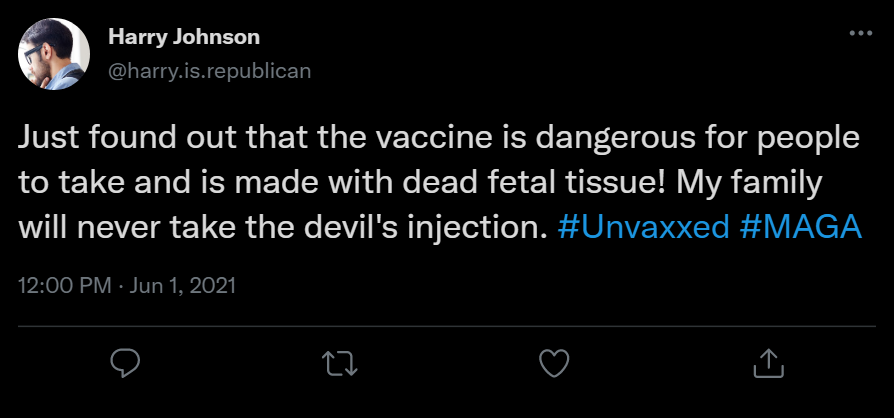 Harry Johnson
@harry.is.republican
Just found out that the vaccine is dangerous for people
to take and is made with dead fetal tissue! My family
will never take the devil's injection. #Unvaxxed #MAGA
12:00 PM · Jun 1, 2021